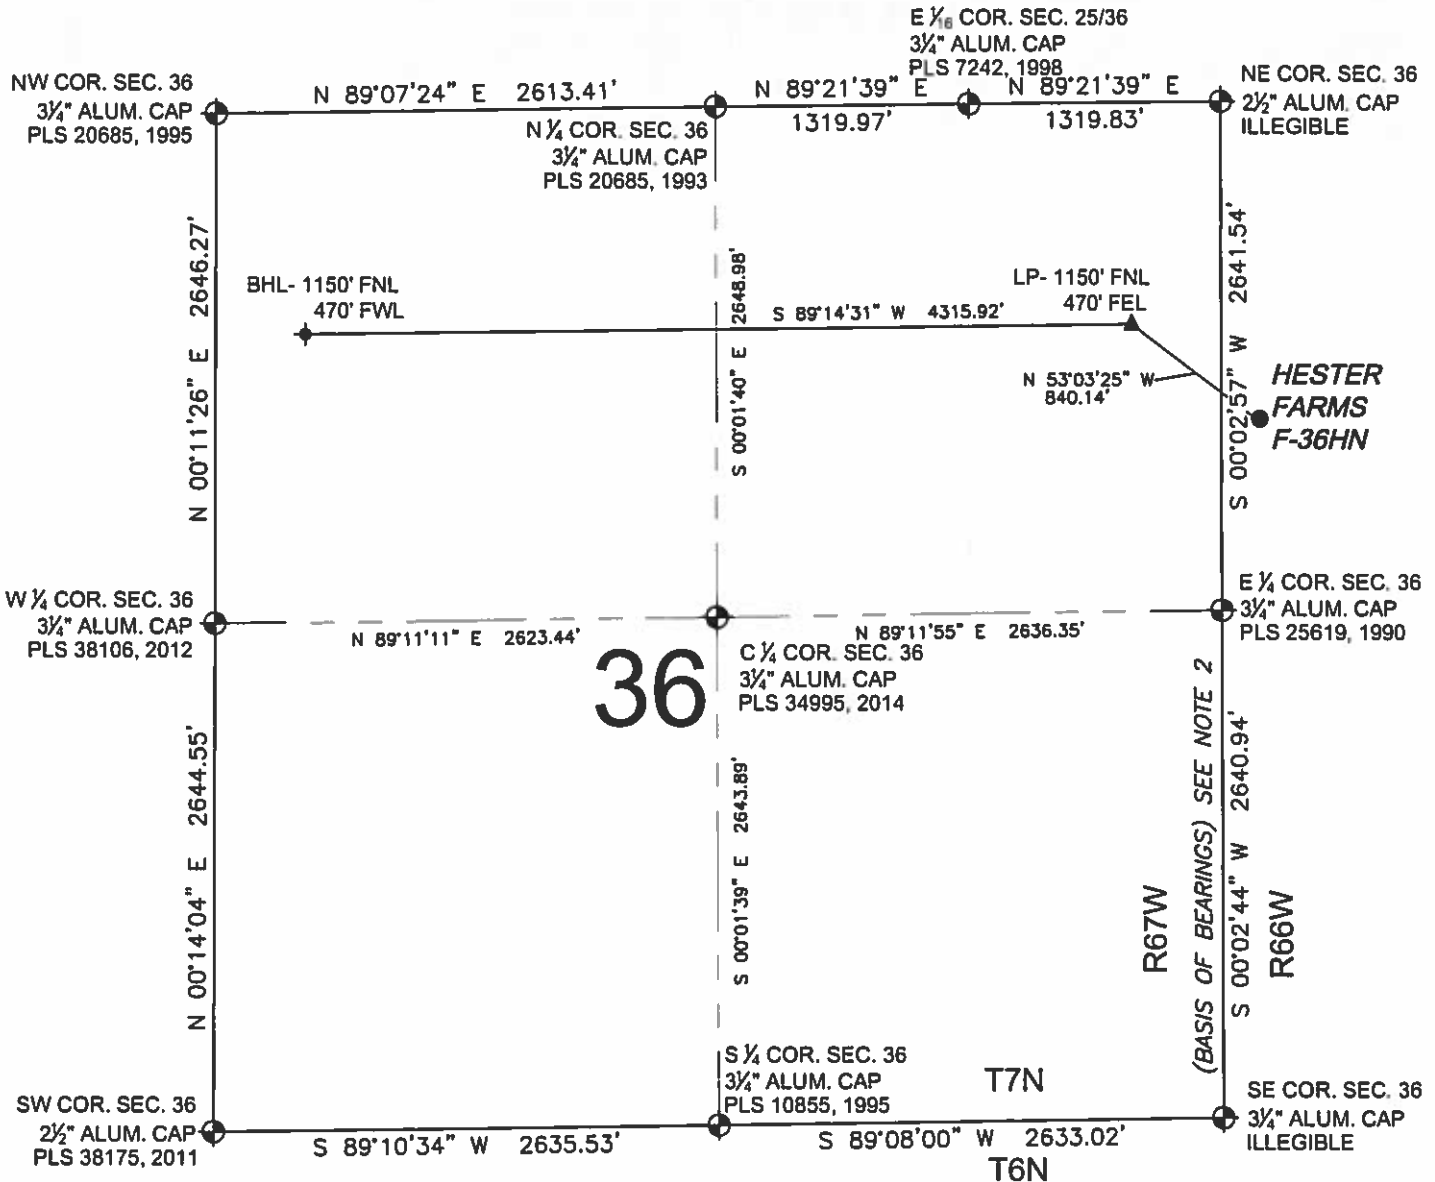 E 1/16 COR. SEC. 25/36
3¼" ALUM. CAP
PLS 7242, 1998
NW COR. SEC. 36
3¼" ALUM. CAP
PLS 20685, 1995
N 89°07'24" E 2613.41'
N 89°21'39" E
1319.97'
N 89°21'39" E
1319.83'
NE COR. SEC. 36
2½" ALUM. CAP
ILLEGIBLE
N ¼ COR. SEC. 36
3¼" ALUM. CAP
PLS 20685, 1993
N 00°11'26" E 2646.27'
BHL- 1150' FNL
470' FWL
S 00°01'40" E 2648.98'
S 89°14'31" W 4315.92'
LP- 1150' FNL
470' FEL
N 53°03'25" W
840.14'
S 00°02'57" W 2641.54'
HESTER
FARMS
F-36HN
W ¼ COR. SEC. 36
3¼" ALUM. CAP
PLS 38106, 2012
N 89°11'11" E 2623.44'
N 89°11'55" E 2636.35'
E ¼ COR. SEC. 36
3¼" ALUM. CAP
PLS 25619, 1990
36
C ¼ COR. SEC. 36
3¼" ALUM. CAP
PLS 34995, 2014
N 00°14'04" E 2644.55'
S 00°01'39" E 2643.89'
R67W
(BASIS OF BEARINGS) SEE NOTE 2
S 00°02'44" W 2640.94'
R66W
SW COR. SEC. 36
2½" ALUM. CAP
PLS 38175, 2011
S 89°10'34" W 2635.53'
S ¼ COR. SEC. 36
3¼" ALUM. CAP
PLS 10855, 1995
T7N
S 89°08'00" W 2633.02'
T6N
SE COR. SEC. 36
3¼" ALUM. CAP
ILLEGIBLE